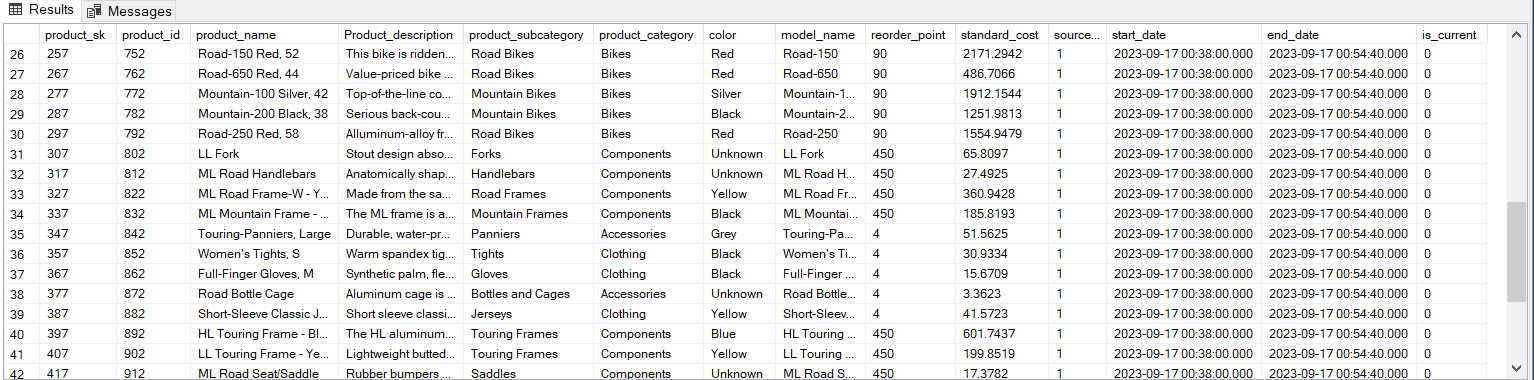 Results Messages
product_sk product_id product_name Product_description product_subcategory product_category color model_name reorder_point standard_cost source... start_date end_date is_current
26 257 752 Road-150 Red, 52 This bike is ridden... Road Bikes Bikes Red Road-150 90 2171.2942 1 2023-09-17 00:38:00.000 2023-09-17 00:54:40.000 0
27 267 762 Road-650 Red, 44 Value-priced bike ... Road Bikes Bikes Red Road-650 90 486.7066 1 2023-09-17 00:38:00.000 2023-09-17 00:54:40.000 0
28 277 772 Mountain-100 Silver, 42 Top-of-the-line co... Mountain Bikes Bikes Silver Mountain-1... 90 1912.1544 1 2023-09-17 00:38:00.000 2023-09-17 00:54:40.000 0
29 287 782 Mountain-200 Black, 38 Serious back-cou... Mountain Bikes Bikes Black Mountain-2... 90 1251.9813 1 2023-09-17 00:38:00.000 2023-09-17 00:54:40.000 0
30 297 792 Road-250 Red, 58 Alluminum-alloy fr... Road Bikes Bikes Red Road-250 90 1554.9479 1 2023-09-17 00:38:00.000 2023-09-17 00:54:40.000 0
31 307 802 LL Fork Stout design abso... Forks Components Unknown LL Fork 450 65.8097 1 2023-09-17 00:38:00.000 2023-09-17 00:54:40.000 0
32 317 812 ML Road Handlebars Anatomically shap... Handlebars Components Unknown ML Road H... 450 27.4925 1 2023-09-17 00:38:00.000 2023-09-17 00:54:40.000 0
33 327 822 ML Road Frame-W - Y... Made from the sa... Road Frames Components Yellow ML Road Fr... 450 360.9428 1 2023-09-17 00:38:00.000 2023-09-17 00:54:40.000 0
34 337 832 ML Mountain Frame - ... The ML frame is a... Mountain Frames Components Black ML Mountai... 450 185.8193 1 2023-09-17 00:38:00.000 2023-09-17 00:54:40.000 0
35 347 842 Touring-Panniers, Large Durable, water-pr... Panniers Accessories Grey Touring-Pa... 4 51.5625 1 2023-09-17 00:38:00.000 2023-09-17 00:54:40.000 0
36 357 852 Women's Tights, S Warm spandex tig... Tights Clothing Black Women's Ti... 4 30.9334 1 2023-09-17 00:38:00.000 2023-09-17 00:54:40.000 0
37 367 862 Full-Finger Gloves, M Synthetic palm, fle... Gloves Clothing Black Full-Finger ... 4 15.6709 1 2023-09-17 00:38:00.000 2023-09-17 00:54:40.000 0
38 377 872 Road Bottle Cage Aluminum cage is ... Bottles and Cages Accessories Unknown Road Bottle... 4 3.3623 1 2023-09-17 00:38:00.000 2023-09-17 00:54:40.000 0
39 387 882 Short-Sleeve Classic J... Short sleeve classi... Jerseys Clothing Yellow Short-Sleev... 4 41.5723 1 2023-09-17 00:38:00.000 2023-09-17 00:54:40.000 0
40 397 892 HL Touring Frame - Bl... The HL aluminum... Touring Frames Components Blue HL Touring ... 450 601.7437 1 2023-09-17 00:38:00.000 2023-09-17 00:54:40.000 0
41 407 902 LL Touring Frame - Ye... Lightweight butted... Touring Frames Components Yellow LL Touring ... 450 199.8519 1 2023-09-17 00:38:00.000 2023-09-17 00:54:40.000 0
42 417 912 ML Road Seat/Saddle Rubber bumpers ... Saddles Components Unknown ML Road S... 450 17.3782 1 2023-09-17 00:38:00.000 2023-09-17 00:54:40.000 0